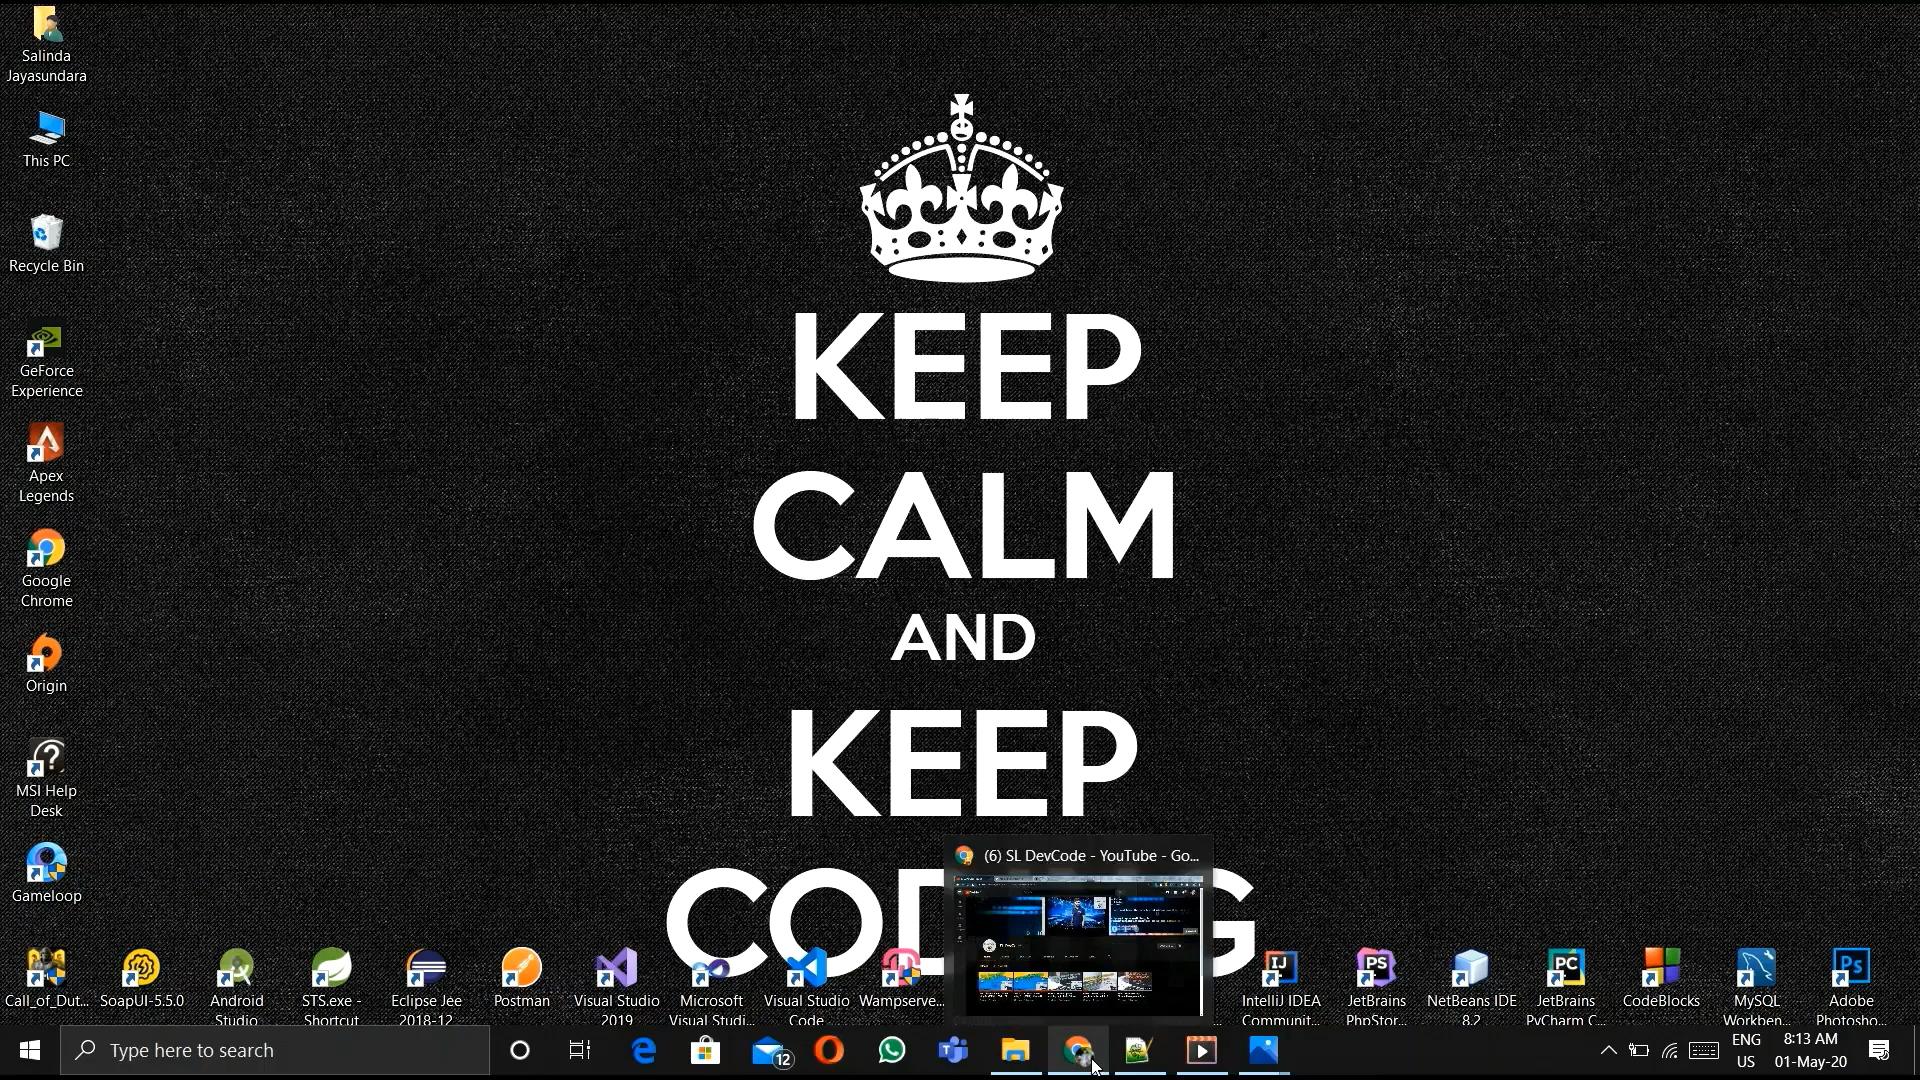 Salinda
Jayasundara
This PC
Recycle Bin
GeForce
Experience
Apex
Legends
Google
Chrome
Origin
MSI Help
Desk
Gameloop
KEEP
CALM
AND
KEEP
(6) SL DevCode - YouTube - Go...
Call_of_Dut...
SoapUI-5.5.0
Android
Studio
STS.exe -
Shortcut
Eclipse Jee
2018-12
Postman
Visual Studio
2019
Microsoft
Visual Studi...
Visual Studio
Code
Wampserve...
IntelliJ IDEA
Communit...
JetBrains
PhpStor...
NetBeans IDE
8.2
JetBrains
PyCharm C...
CodeBlocks
MySQL
Workben...
Adobe
Photosho...
IJ
PS
PC
Ps
Type here to search
12
ENG
US
8:13 AM
01-May-20